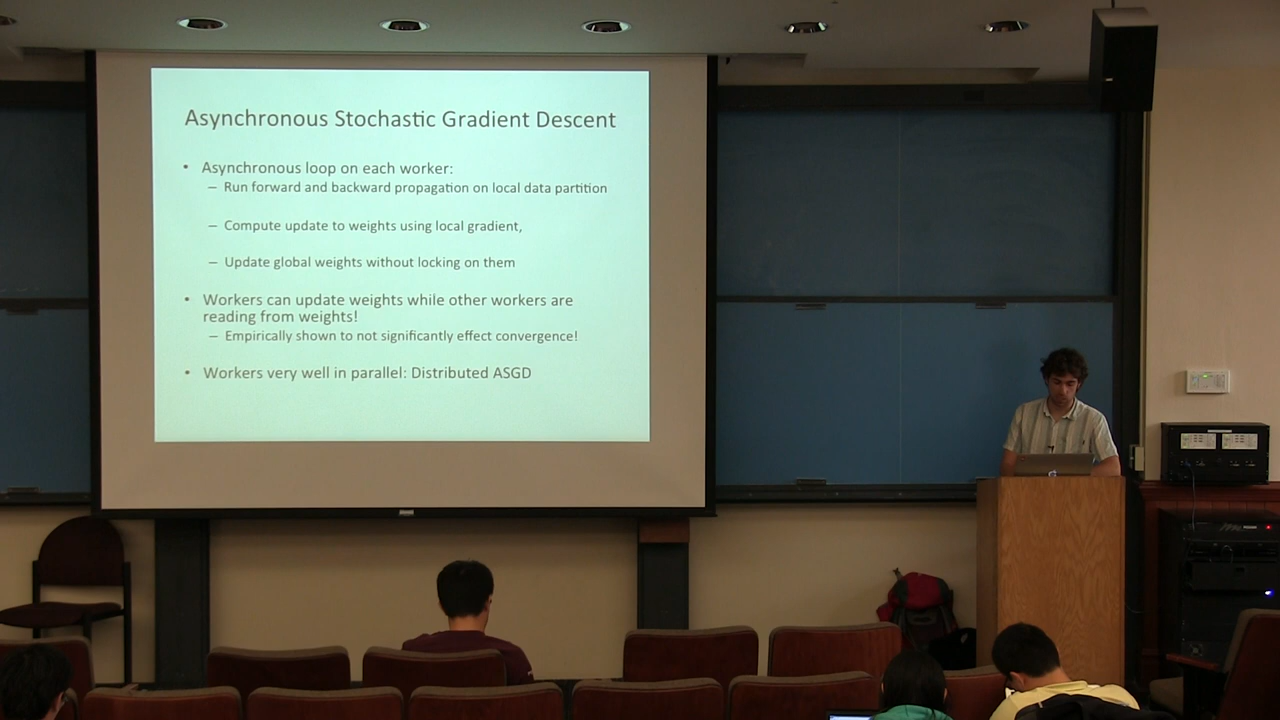 Asynchronous Stochastic Gradient Descent
• Asynchronous loop on each worker:
– Run forward and backward propagation on local data partition
– Compute update to weights using local gradient,
– Update global weights without locking on them
• Workers can update weights while other workers are
reading from weights!
– Empirically shown to not significantly effect convergence!
• Workers very well in parallel: Distributed ASGD